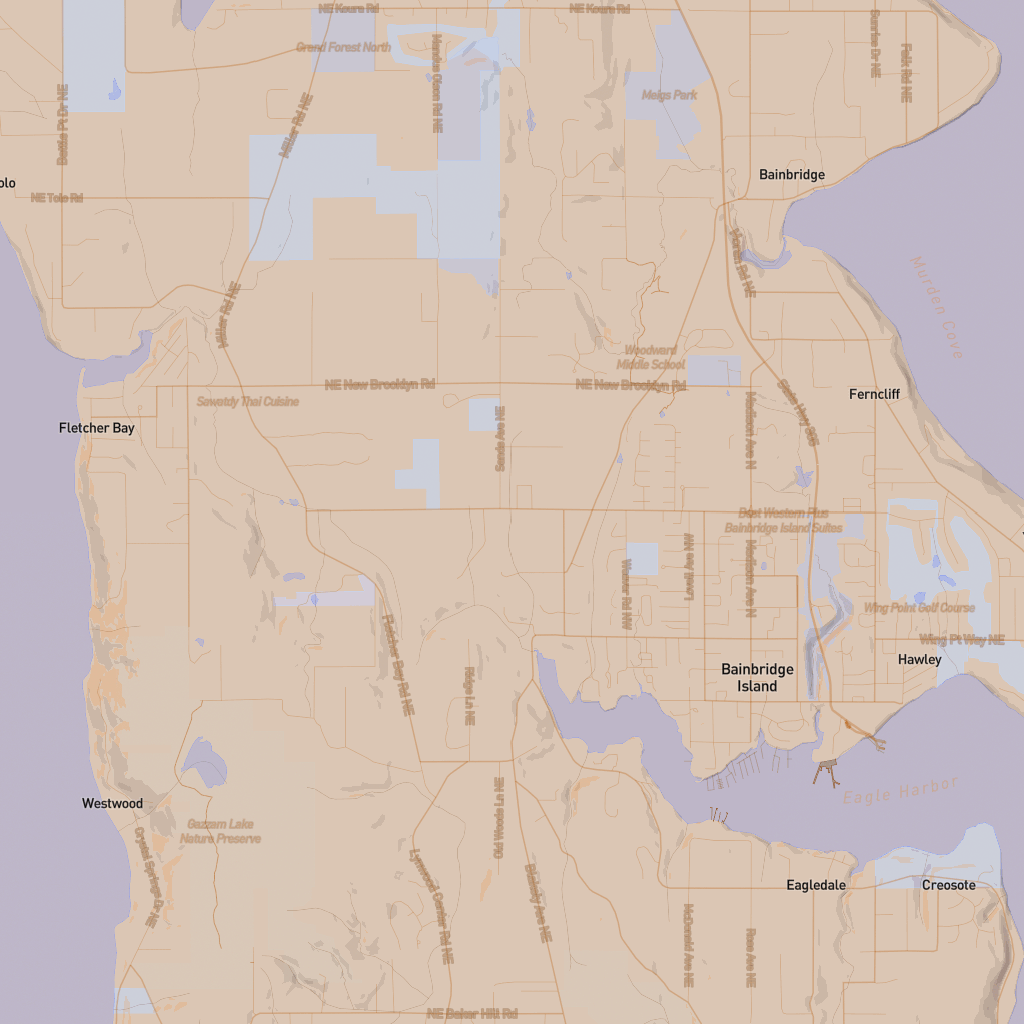 NE Koura Rd
NE Koura Rd
Grand Forest North
Mandus Olson Rd NE
Sunrise Dr NE
Falk Rd NE
Battle Pt Dr NE
Miller Rd NE
Meigs Park
Bainbridge
olo
NE Tolo Rd
Moran Rd NE
Murden Cove
Miller Rd NE
Woodward
Middle School
NE New Brooklyn Rd
NE New Brooklyn Rd
Sawatdy Thai Cuisine
Ferncliff
State Hwy 305
Fletcher Bay
Sands Ave NE
Madison Ave N
Best Western Plus
Bainbridge Island Suites
Weaver Rd NW
Lovell Ave NW
Madison Ave N
Wing Point Golf Course
Fletcher Bay Rd NE
Wing Pt Way NE
Hawley
Bainbridge
Island
Ridge Ln NE
Westwood
Old Woods Ln NE
Eagle Harbor
Gazzam Lake
Nature Preserve
Crystal Springs Dr NE
Lynwood Center Rd NE
Blakely Ave NE
Eagledale
Creosote
McDonald Ave NE
Rose Ave NE
NE Baker Hill Rd